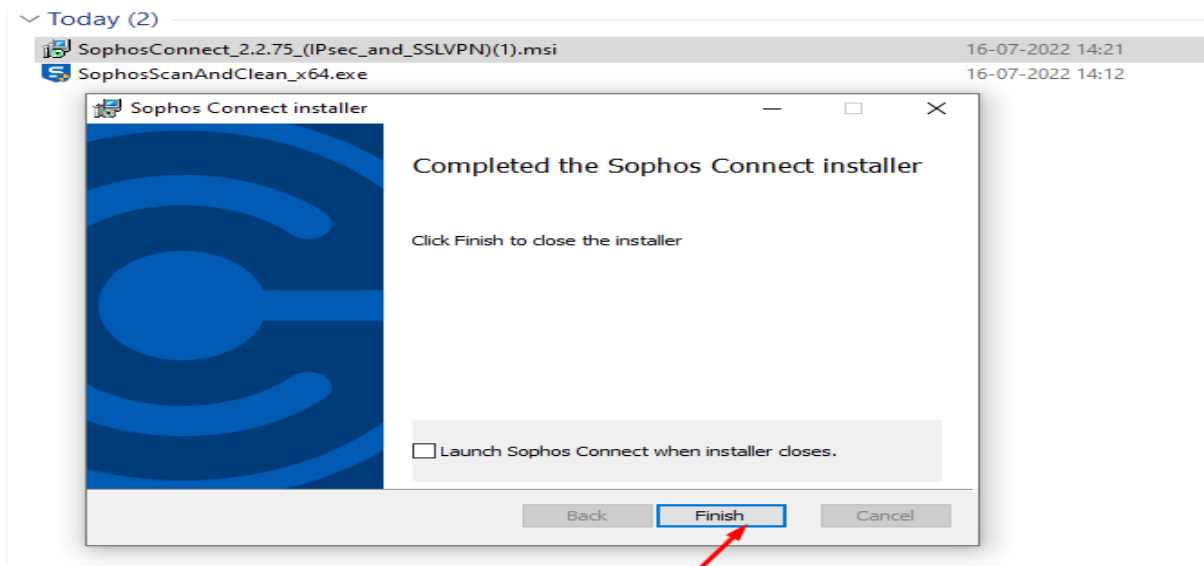 Today (2)
SophosConnect_2.2.75_(IPsec_and_SSLVPN)(1).msi 16-07-2022 14:21
SophosScanAndClean_x64.exe 16-07-2022 14:12
Sophos Connect installer
Completed the Sophos Connect installer
Click Finish to close the installer
Launch Sophos Connect when installer closes.
Back Finish Cancel